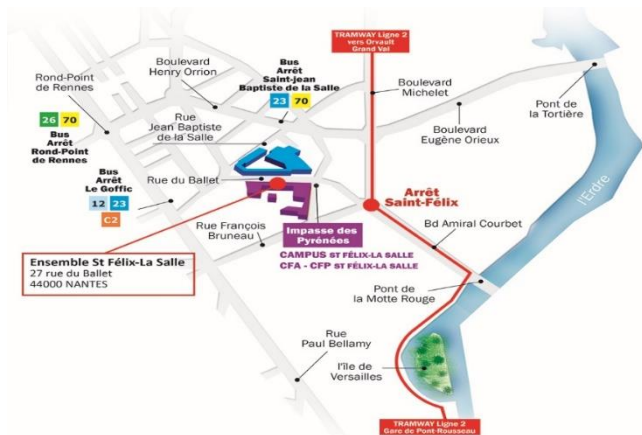 TRAMWAY Ligne 2
vers Orvault
Grand Val
Rond-Point
de Rennes
Boulevard
Henry Orrion
Bus
Arrêt
Saint-jean
Baptiste de la Salle
23 70
Boulevard
Michelet
Pont de
la Tortière
26 70
Bus
Arrêt
Rond-Point
de Rennes
Rue
Jean Baptiste
de la Salle
Boulevard
Eugène Orieux
Bus
Arrêt
Le Goffic
12 23
C2
Rue du Ballet
l'Erdre
Arrêt
Saint-Félix
Rue François
Bruneau
Impasse des
Pyrénées
Bd Amiral Courbet
CAMPUS ST FÉLIX-LA SALLE
CFA - CFP ST FÉLIX-LA SALLE
Ensemble St Félix-La Salle
27 rue du Ballet
44000 NANTES
Pont
de la Motte Rouge
Rue
Paul Bellamy
l'île de
Versailles
TRAMWAY Ligne 2
Gare de Pont-Rousseau